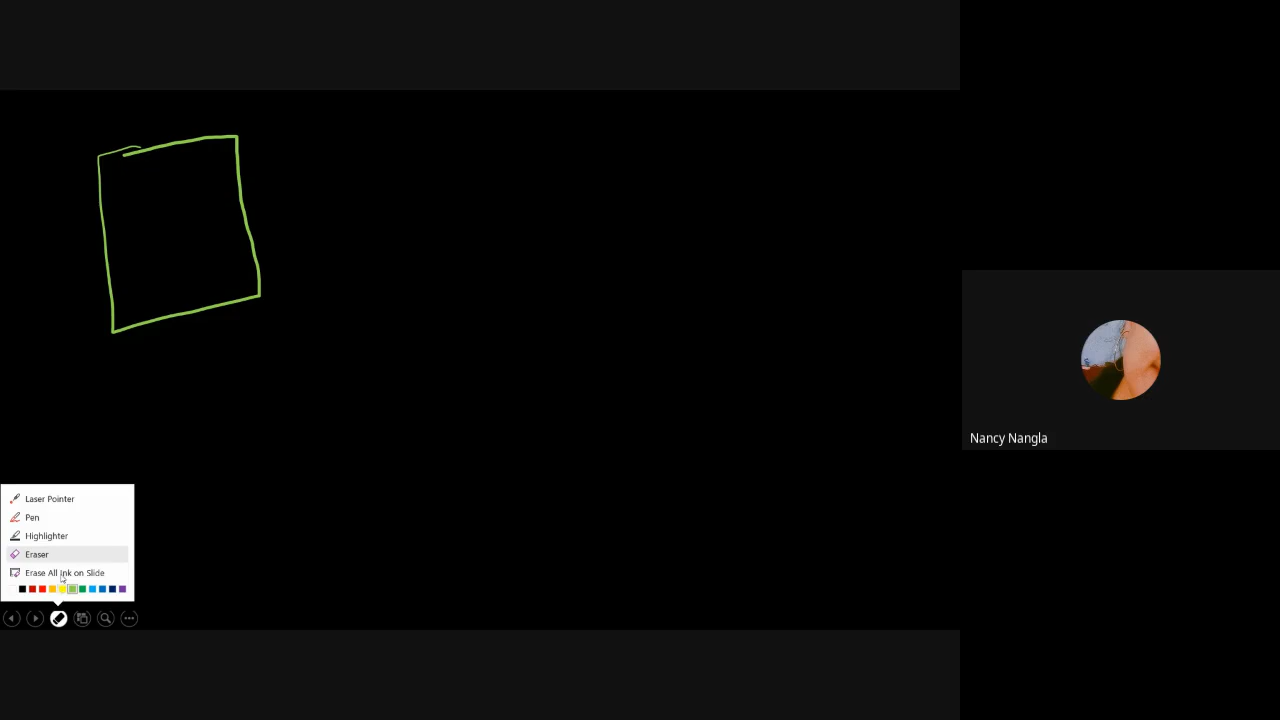 Nancy Nangla
Laser Pointer
Pen
Highlighter
Eraser
Erase All Ink on Slide